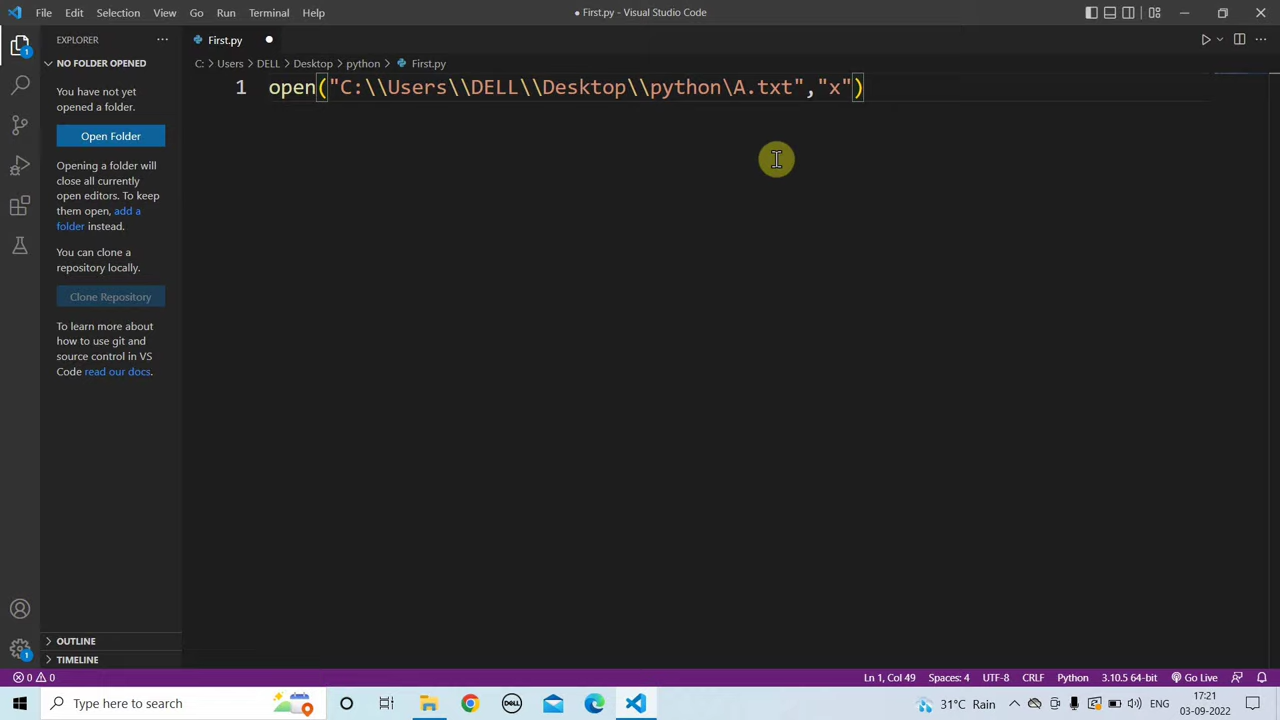 File Edit Selection View Go Run Terminal Help ● First.py - Visual Studio Code
EXPLORER ···
First.py
NO FOLDER OPENED
C: > Users > DELL > Desktop > python > First.py
1 open("C:\\Users\\DELL\\Desktop\\python\A.txt","x")
You have not yet
opened a folder.
Open Folder
Opening a folder will
close all currently
open editors. To keep
them open, add a
folder instead.
You can clone a
repository locally.
Clone Repository
To learn more about
how to use git and
source control in VS
Code read our docs.
OUTLINE
TIMELINE
1
1
0 0 Ln 1, Col 49 Spaces: 4 UTF-8 CRLF Python 3.10.5 64-bit Go Live
Type here to search DELL 31°C Rain ENG 17:21
03-09-2022